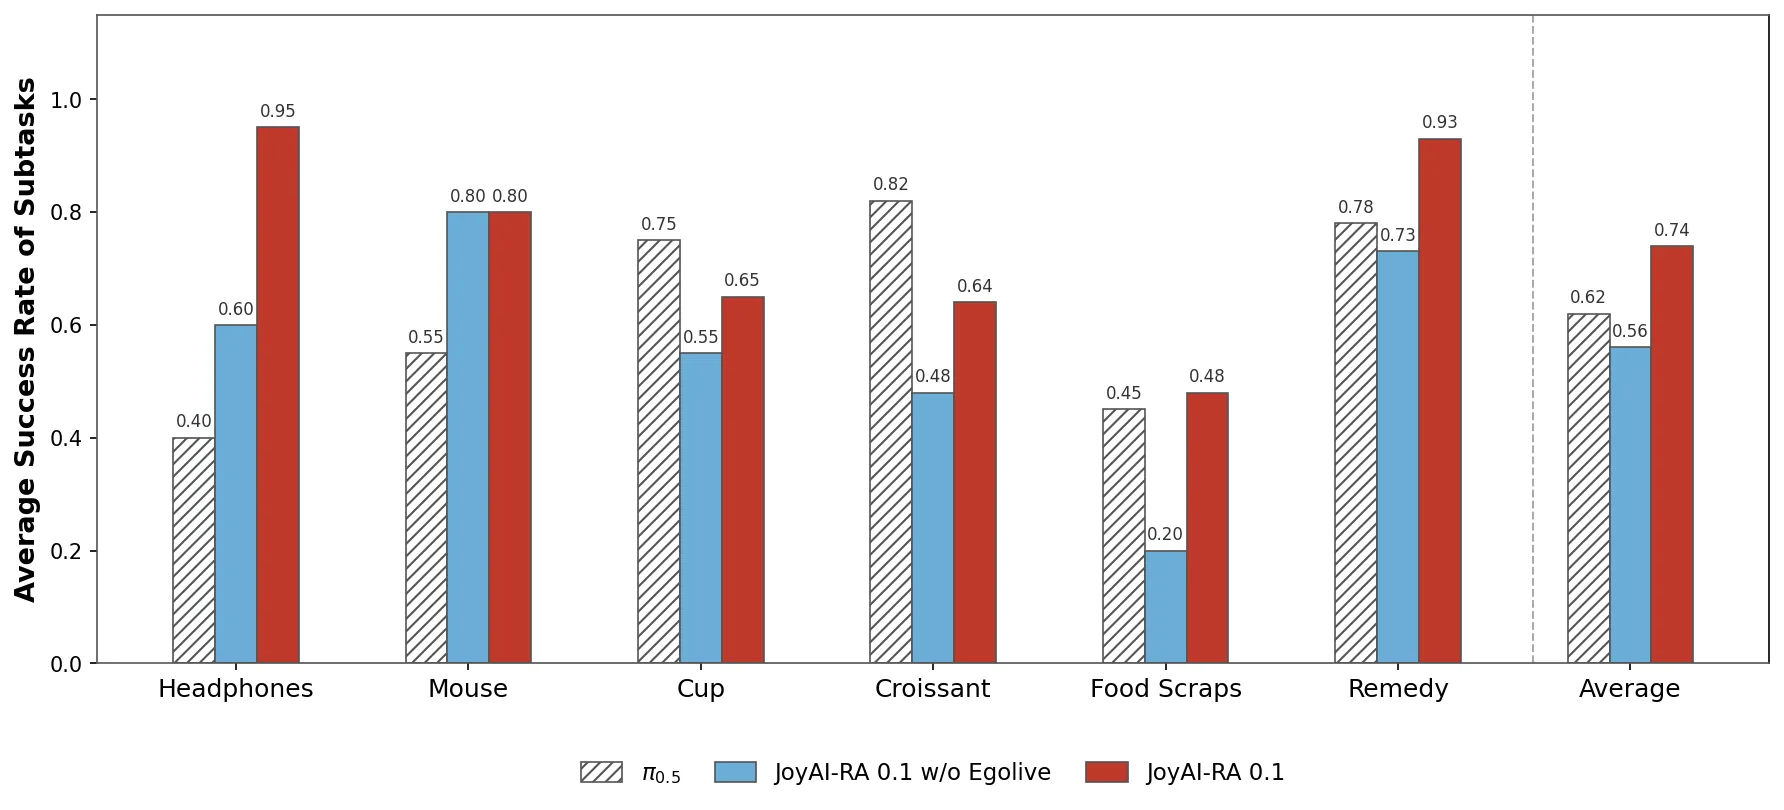 Average Success Rate of Subtasks
1.0
0.8
0.6
0.4
0.2
0.0
0.40 0.60 0.95
0.55 0.80 0.80
0.75 0.55 0.65
0.82 0.48 0.64
0.45 0.20 0.48
0.78 0.73 0.93
0.62 0.56 0.74
Headphones Mouse Cup Croissant Food Scraps Remedy Average
π0.5 JoyAI-RA 0.1 w/o Egolive JoyAI-RA 0.1